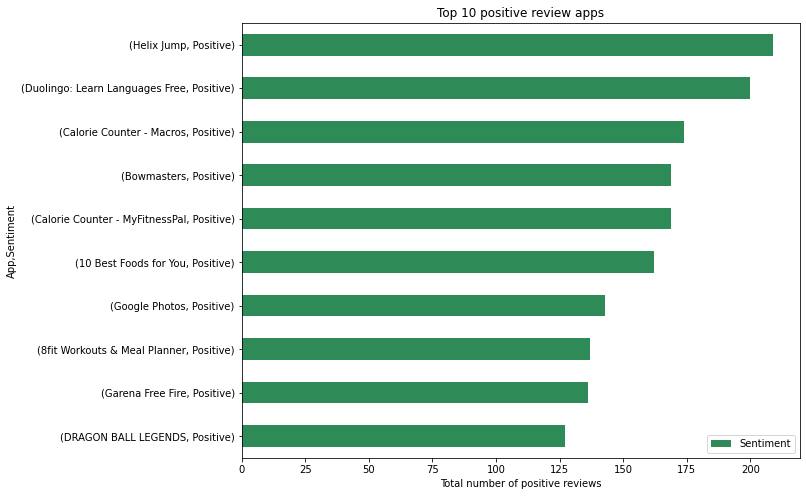 Top 10 positive review apps
(Helix Jump, Positive)
(Duolingo: Learn Languages Free, Positive)
(Calorie Counter - Macros, Positive)
(Bowmasters, Positive)
(Calorie Counter - MyFitnessPal, Positive)
(10 Best Foods for You, Positive)
(Google Photos, Positive)
(8fit Workouts & Meal Planner, Positive)
(Garena Free Fire, Positive)
(DRAGON BALL LEGENDS, Positive)
App,Sentiment
Sentiment
0 25 50 75 100 125 150 175 200
Total number of positive reviews